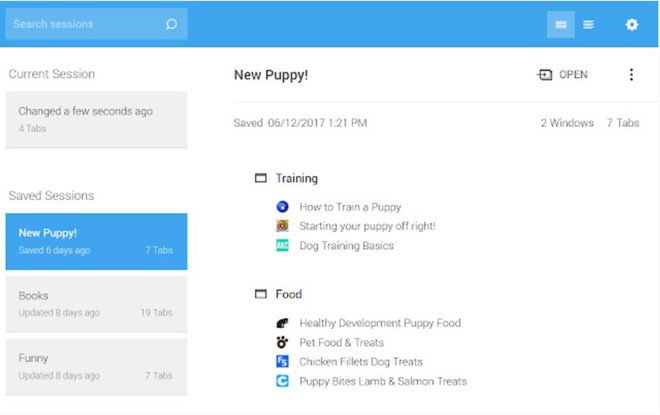 Search sessions
Current Session
Changed a few seconds ago
4 Tabs
Saved Sessions
New Puppy!
Saved 6 days ago 7 Tabs
Books
Updated 8 days ago 19 Tabs
Funny
Updated 8 days ago 7 Tabs
New Puppy! OPEN
Saved 06/12/2017 1:21 PM 2 Windows 7 Tabs
Training
How to Train a Puppy
Starting your puppy off right!
AKC Dog Training Basics
Food
Healthy Development Puppy Food
Pet Food & Treats
FS Chicken Fillets Dog Treats
C Puppy Bites Lamb & Salmon Treats